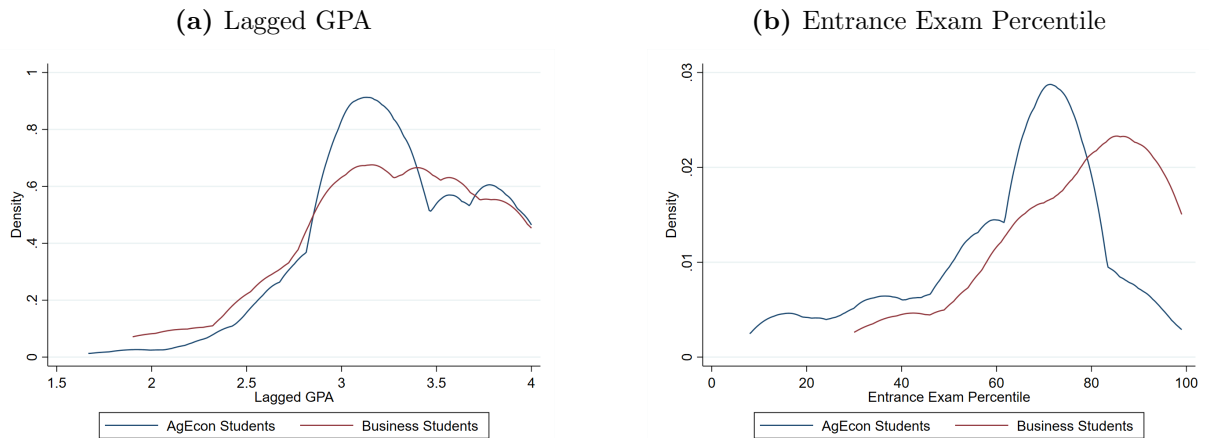 (a) Lagged GPA
1
.8
.6
.4
.2
0
Density
1.5 2 2.5 3 3.5 4
Lagged GPA
AgEcon Students Business Students
(b) Entrance Exam Percentile
.03
.02
.01
0
Density
0 20 40 60 80 100
Entrance Exam Percentile
AgEcon Students Business Students